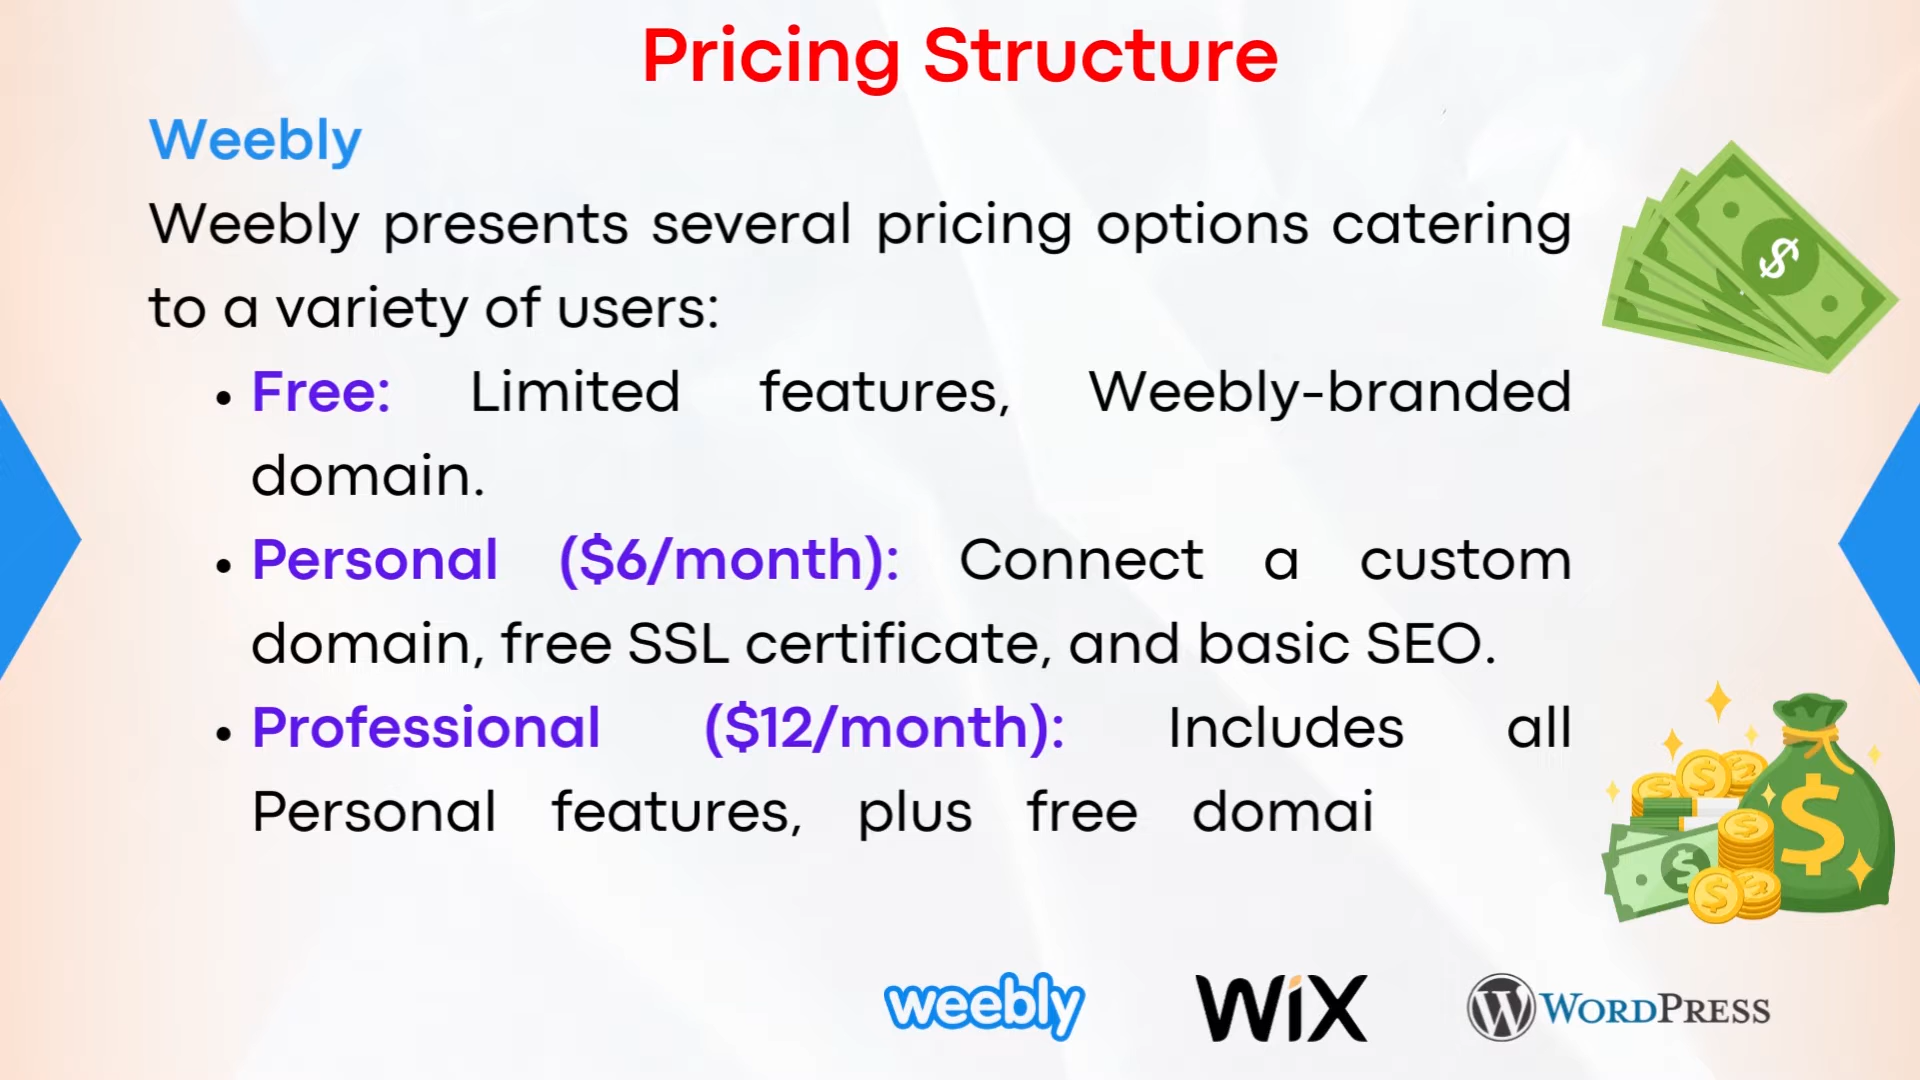 Pricing Structure
Weebly
Weebly presents several pricing options catering
to a variety of users:
• Free: Limited features, Weebly-branded
domain.
• Personal ($6/month): Connect a custom
domain, free SSL certificate, and basic SEO.
• Professional ($12/month): Includes all
Personal features, plus free domai
weebly WiX WORDPRESS